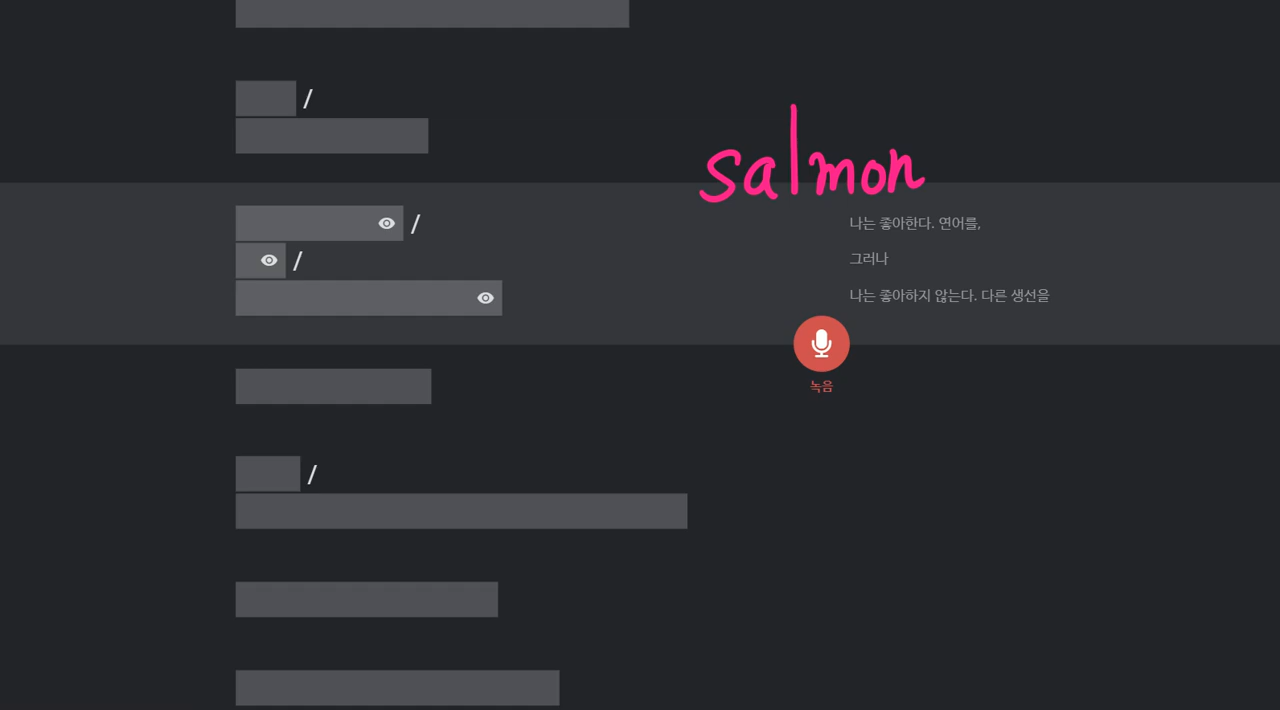 /
salmon
/
나는 좋아한다. 연어를,
/
그러나
나는 좋아하지 않는다. 다른 생선을
녹음
/